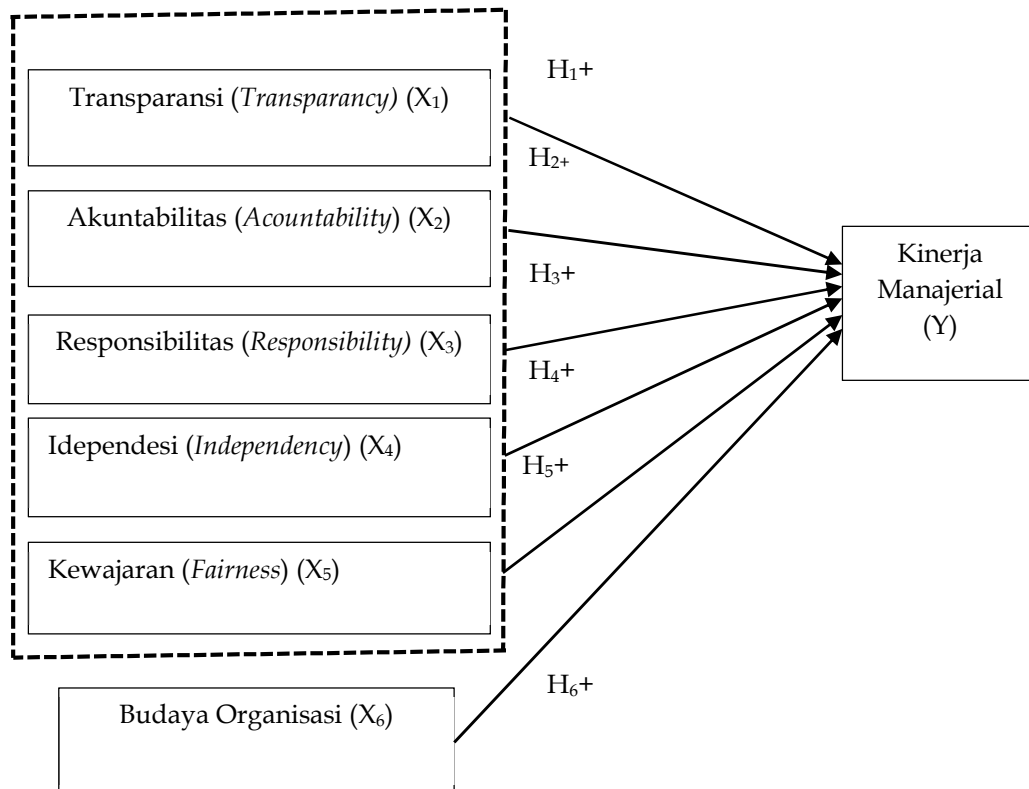 H₁+
Transparansi (Transparancy) (X₁)
H₂+
Akuntabilitas (Acountability) (X₂)
Kinerja
Manajerial
(Y)
H₃+
Responsibilitas (Responsibility) (X₃)
H₄+
Idependesi (Independency) (X₄)
H₅+
Kewajaran (Fairness) (X₅)
H₆+
Budaya Organisasi (X₆)